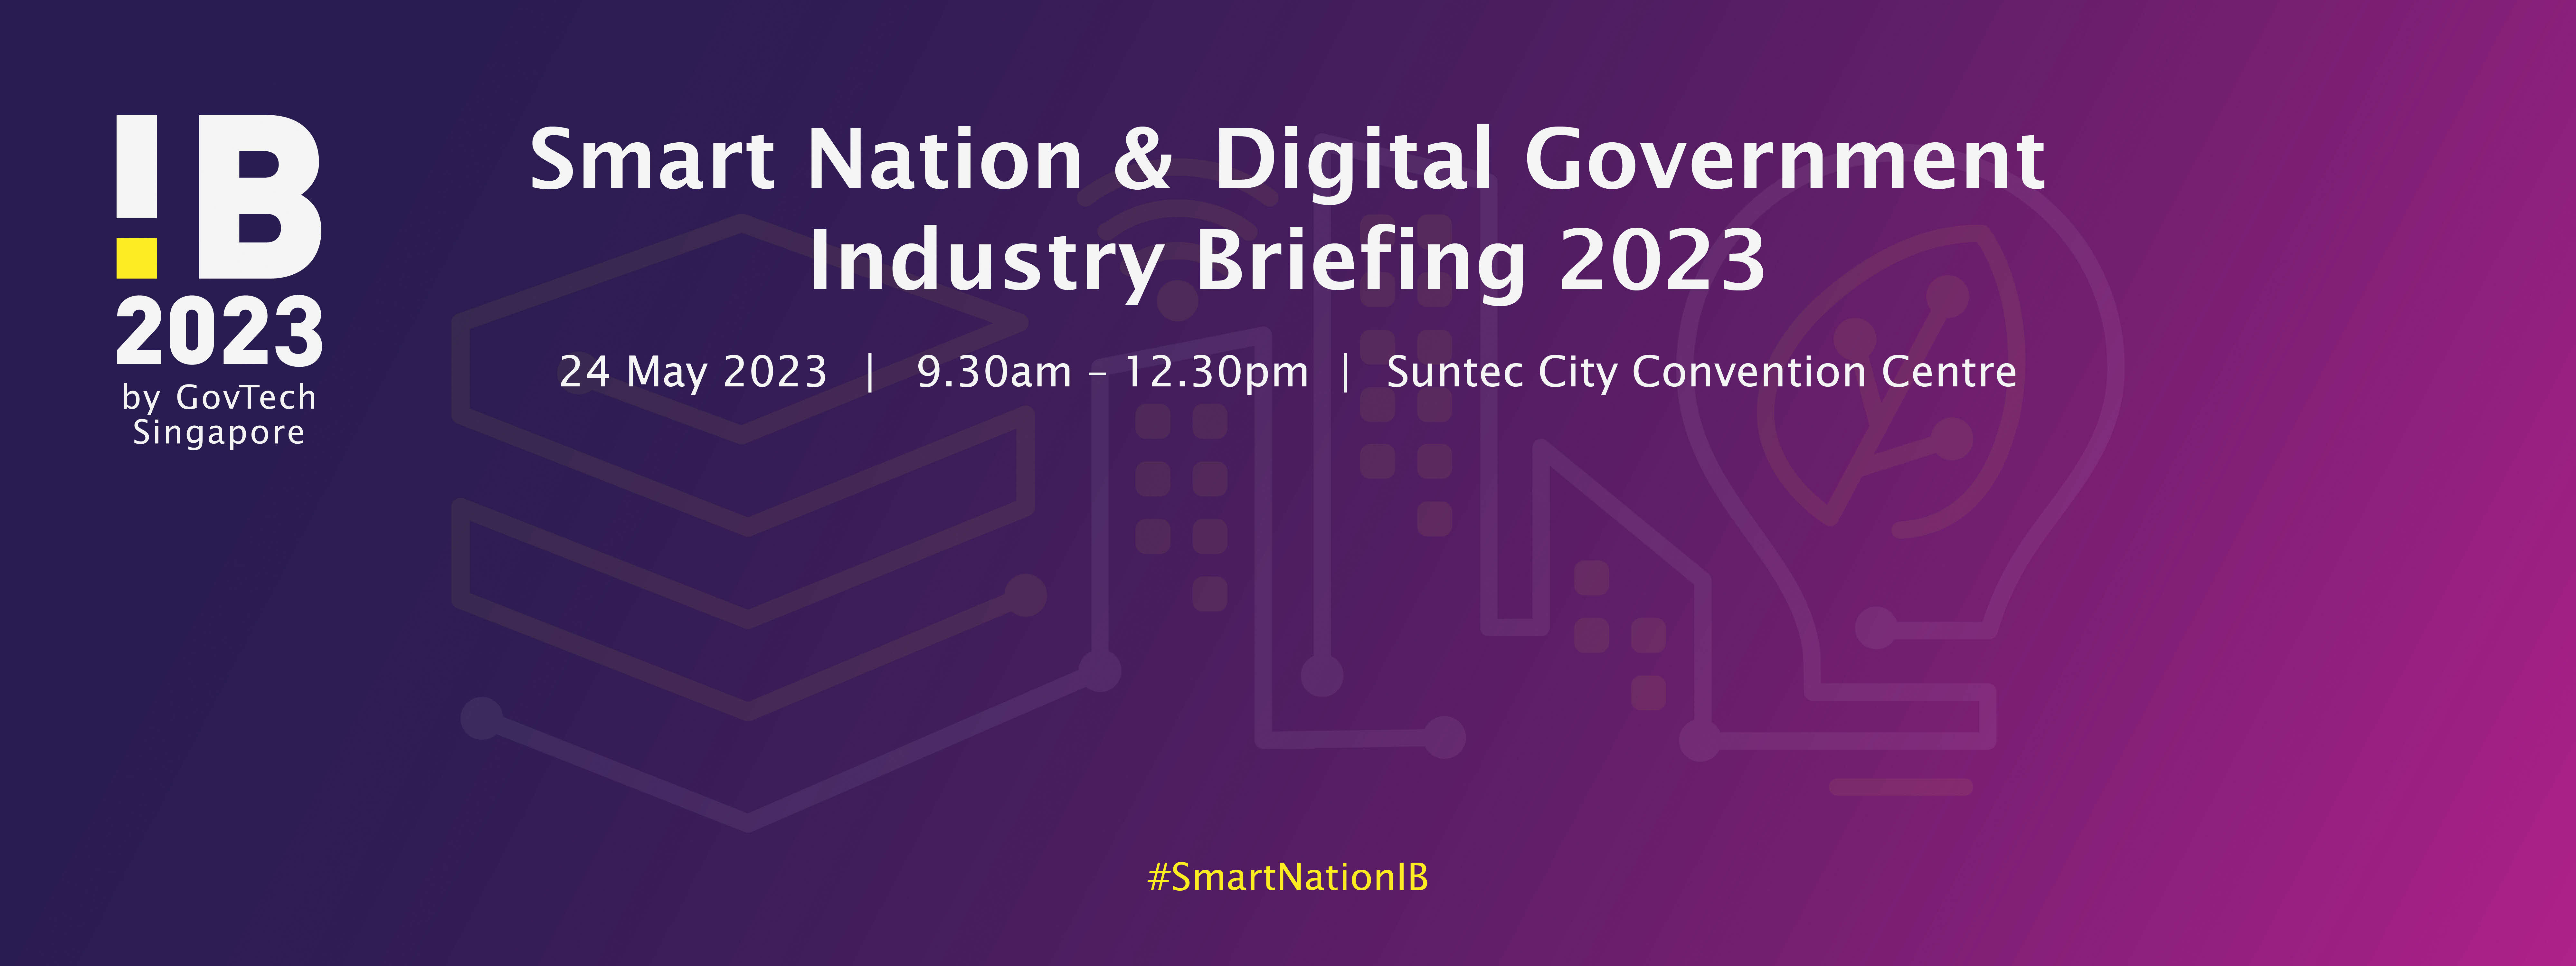 IB
2023
by GovTech
Singapore
Smart Nation & Digital Government
Industry Briefing 2023
24 May 2023 | 9.30am – 12.30pm | Suntec City Convention Centre
#SmartNationIB